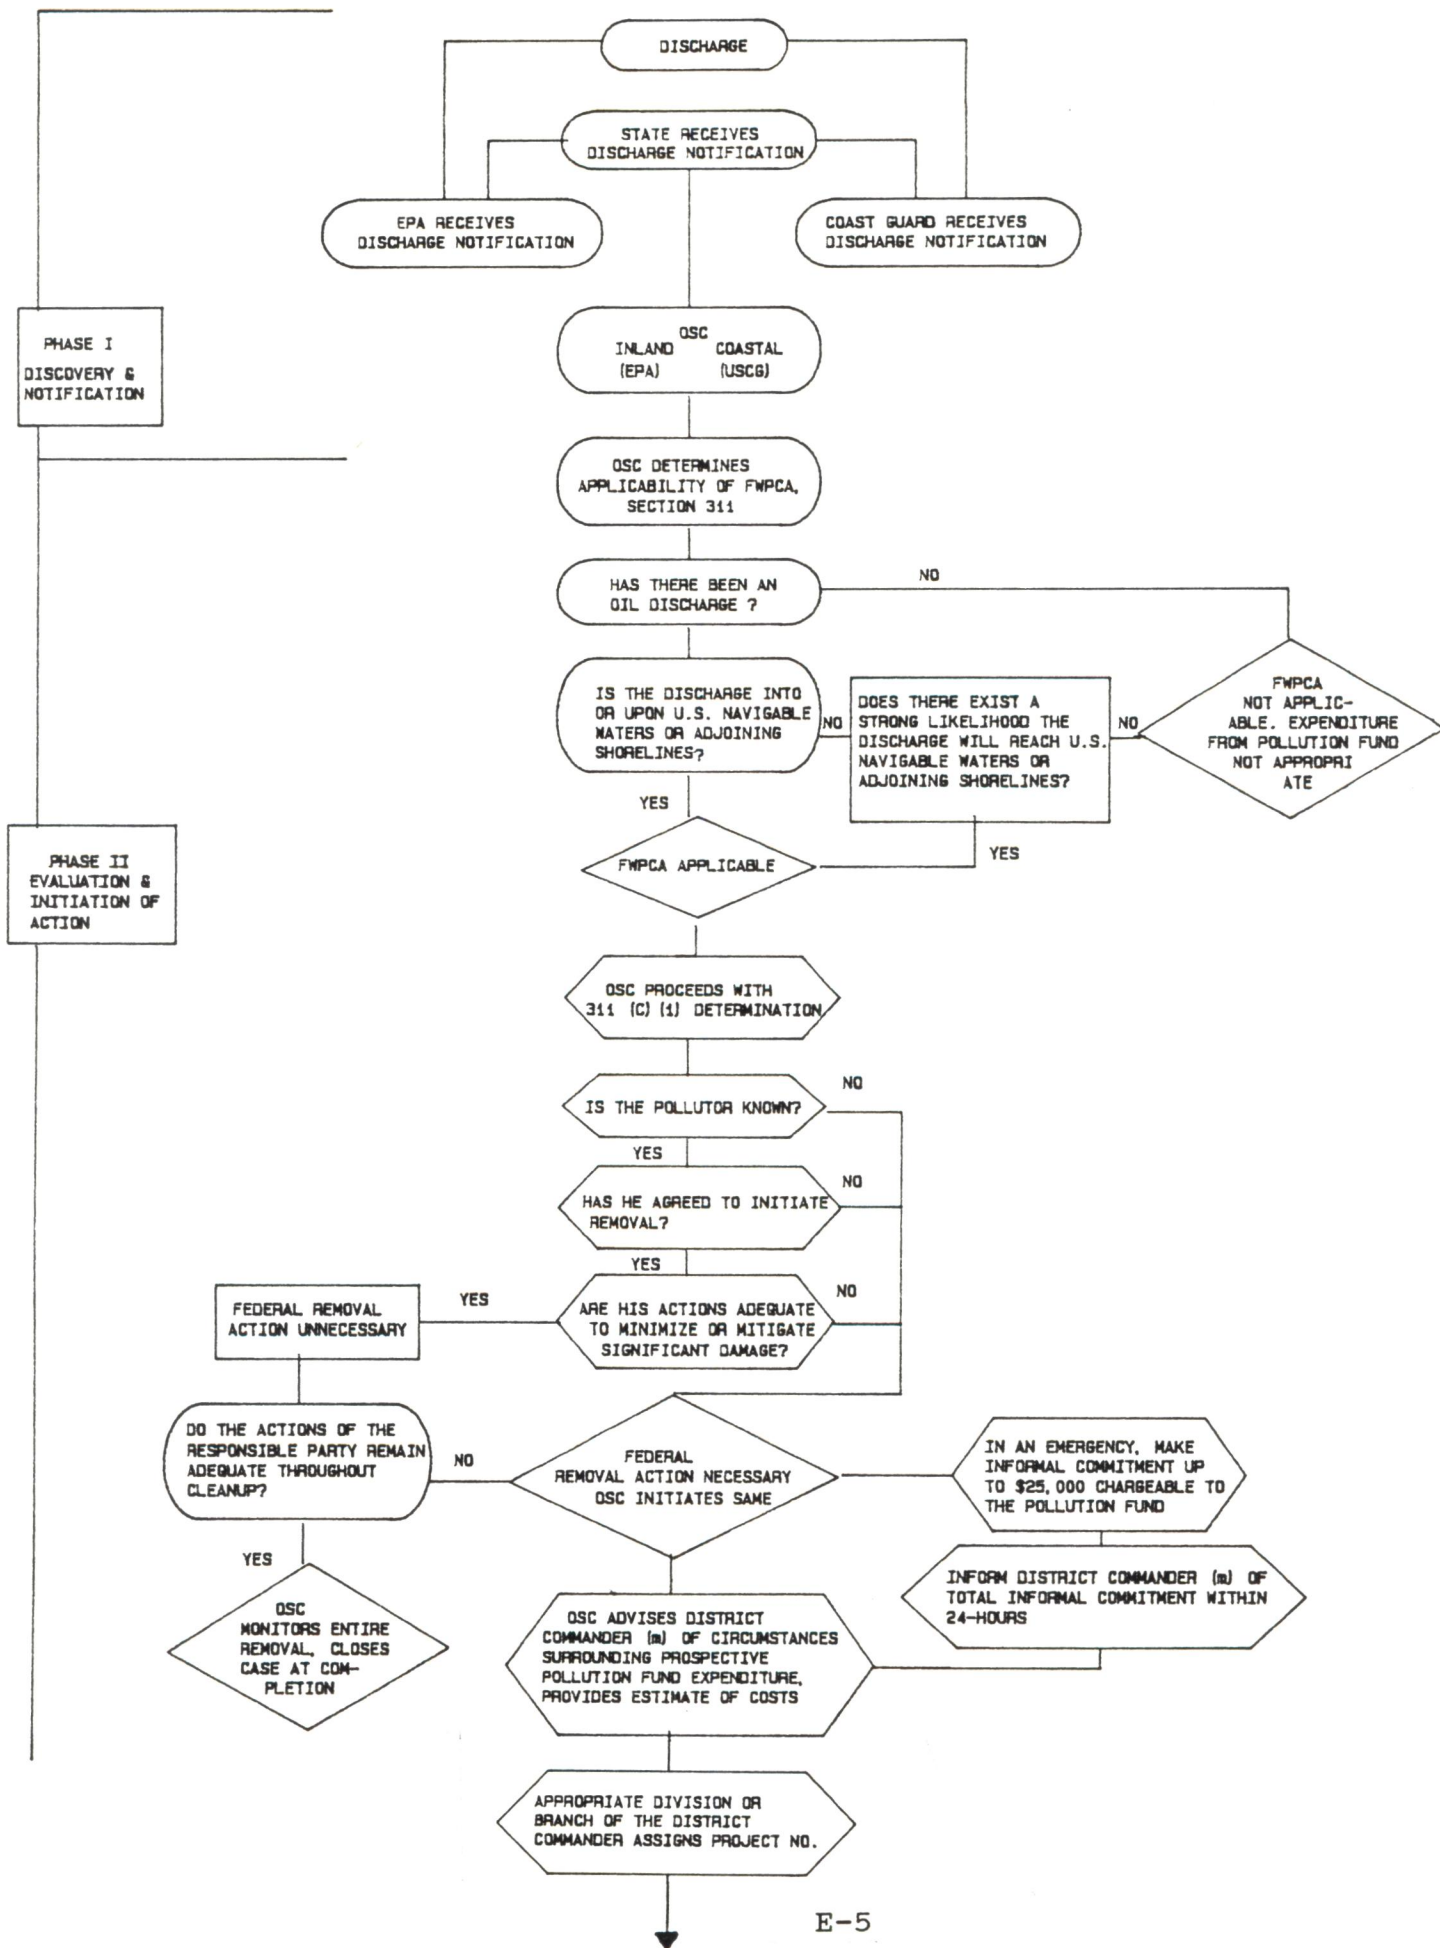 DISCHARGE
STATE RECEIVES
DISCHARGE NOTIFICATION
EPA RECEIVES
DISCHARGE NOTIFICATION
COAST GUARD RECEIVES
DISCHARGE NOTIFICATION
PHASE I
DISCOVERY &
NOTIFICATION
OSC
INLAND COASTAL
(EPA) (USCG)
OSC DETERMINES
APPLICABILITY OF FWPCA,
SECTION 311
HAS THERE BEEN AN
OIL DISCHARGE ?
NO
IS THE DISCHARGE INTO
OR UPON U.S. NAVIGABLE
WATERS OR ADJOINING
SHORELINES?
NO
DOES THERE EXIST A
STRONG LIKELIHOOD THE
DISCHARGE WILL REACH U.S.
NAVIGABLE WATERS OR
ADJOINING SHORELINES?
NO
FWPCA
NOT APPLIC-
ABLE. EXPENDITURE
FROM POLLUTION FUND
NOT APPROPRI
ATE
YES
YES
PHASE II
EVALUATION &
INITIATION OF
ACTION
FWPCA APPLICABLE
OSC PROCEEDS WITH
311 (C) (1) DETERMINATION
IS THE POLLUTOR KNOWN?
NO
YES
HAS HE AGREED TO INITIATE
REMOVAL?
NO
YES
ARE HIS ACTIONS ADEQUATE
TO MINIMIZE OR MITIGATE
SIGNIFICANT DAMAGE?
NO
YES
FEDERAL REMOVAL
ACTION UNNECESSARY
DO THE ACTIONS OF THE
RESPONSIBLE PARTY REMAIN
ADEQUATE THROUGHOUT
CLEANUP?
NO
FEDERAL
REMOVAL ACTION NECESSARY
OSC INITIATES SAME
IN AN EMERGENCY, MAKE
INFORMAL COMMITMENT UP
TO $25,000 CHARGEABLE TO
THE POLLUTION FUND
YES
OSC
MONITORS ENTIRE
REMOVAL, CLOSES
CASE AT COM-
PLETION
INFORM DISTRICT COMMANDER (m) OF
TOTAL INFORMAL COMMITMENT WITHIN
24-HOURS
OSC ADVISES DISTRICT
COMMANDER (m) OF CIRCUMSTANCES
SURROUNDING PROSPECTIVE
POLLUTION FUND EXPENDITURE,
PROVIDES ESTIMATE OF COSTS
APPROPRIATE DIVISION OR
BRANCH OF THE DISTRICT
COMMANDER ASSIGNS PROJECT NO.
E-5